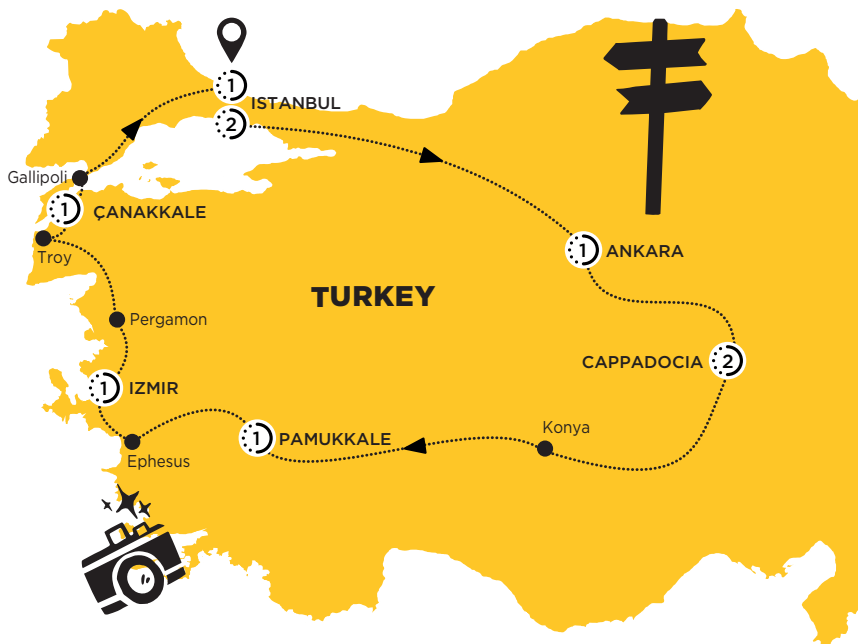 1
ISTANBUL
2
Gallipoli
1
ÇANAKKALE
Troy
1
ANKARA
TURKEY
Pergamon
CAPPADOCIA
2
1
IZMIR
Konya
1
PAMUKKALE
Ephesus